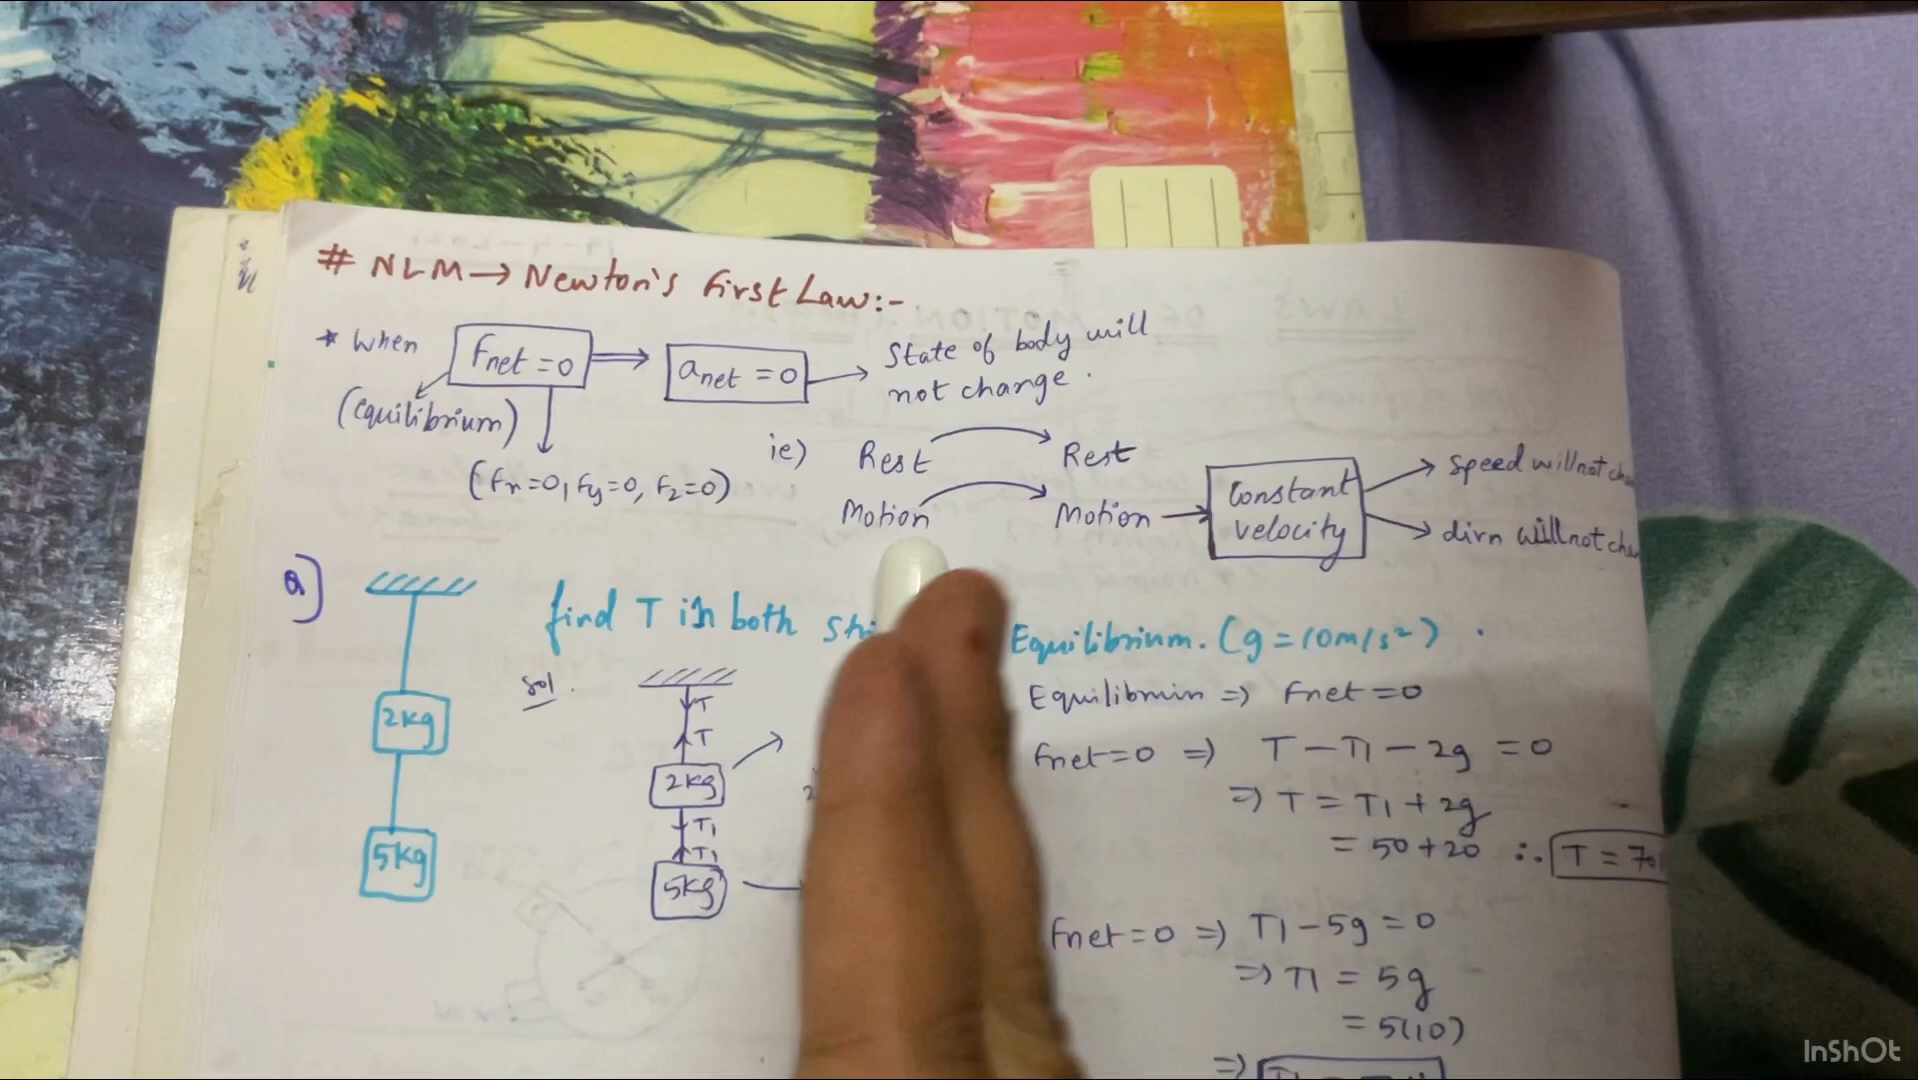 # NLM → Newton's First Law:-
* When Fnet = 0 ⇒ anet = 0 → State of body will not change.
(equilibrium)
(Fx=0, Fy=0, Fz=0)
ie) Rest → Rest
Motion → Motion → Constant velocity
→ Speed will not
→ dirn will not
Q]
find T in both Equilibrium. (g = 10m/s²).
2kg
5kg
Sol.
T
T
2kg
T1
T1
5kg
Equilibmin ⇒ Fnet = 0
Fnet = 0 ⇒ T - T1 - 2g = 0
⇒ T = T1 + 2g
= 50 + 20 ∴ T = 70
Fnet = 0 ⇒ T1 - 5g = 0
⇒ T1 = 5g
= 5(10)
⇒
InShOt